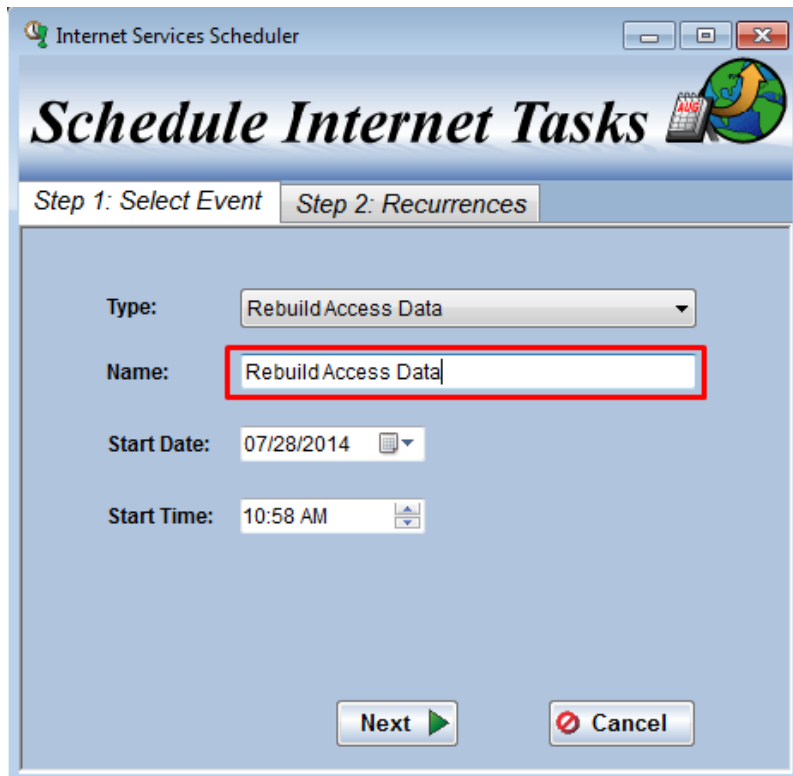 Internet Services Scheduler
Schedule Internet Tasks
AUG
Step 1: Select Event Step 2: Recurrences
Type: Rebuild Access Data
Name: Rebuild Access Data
Start Date: 07/28/2014
Start Time: 10:58 AM
Next Cancel